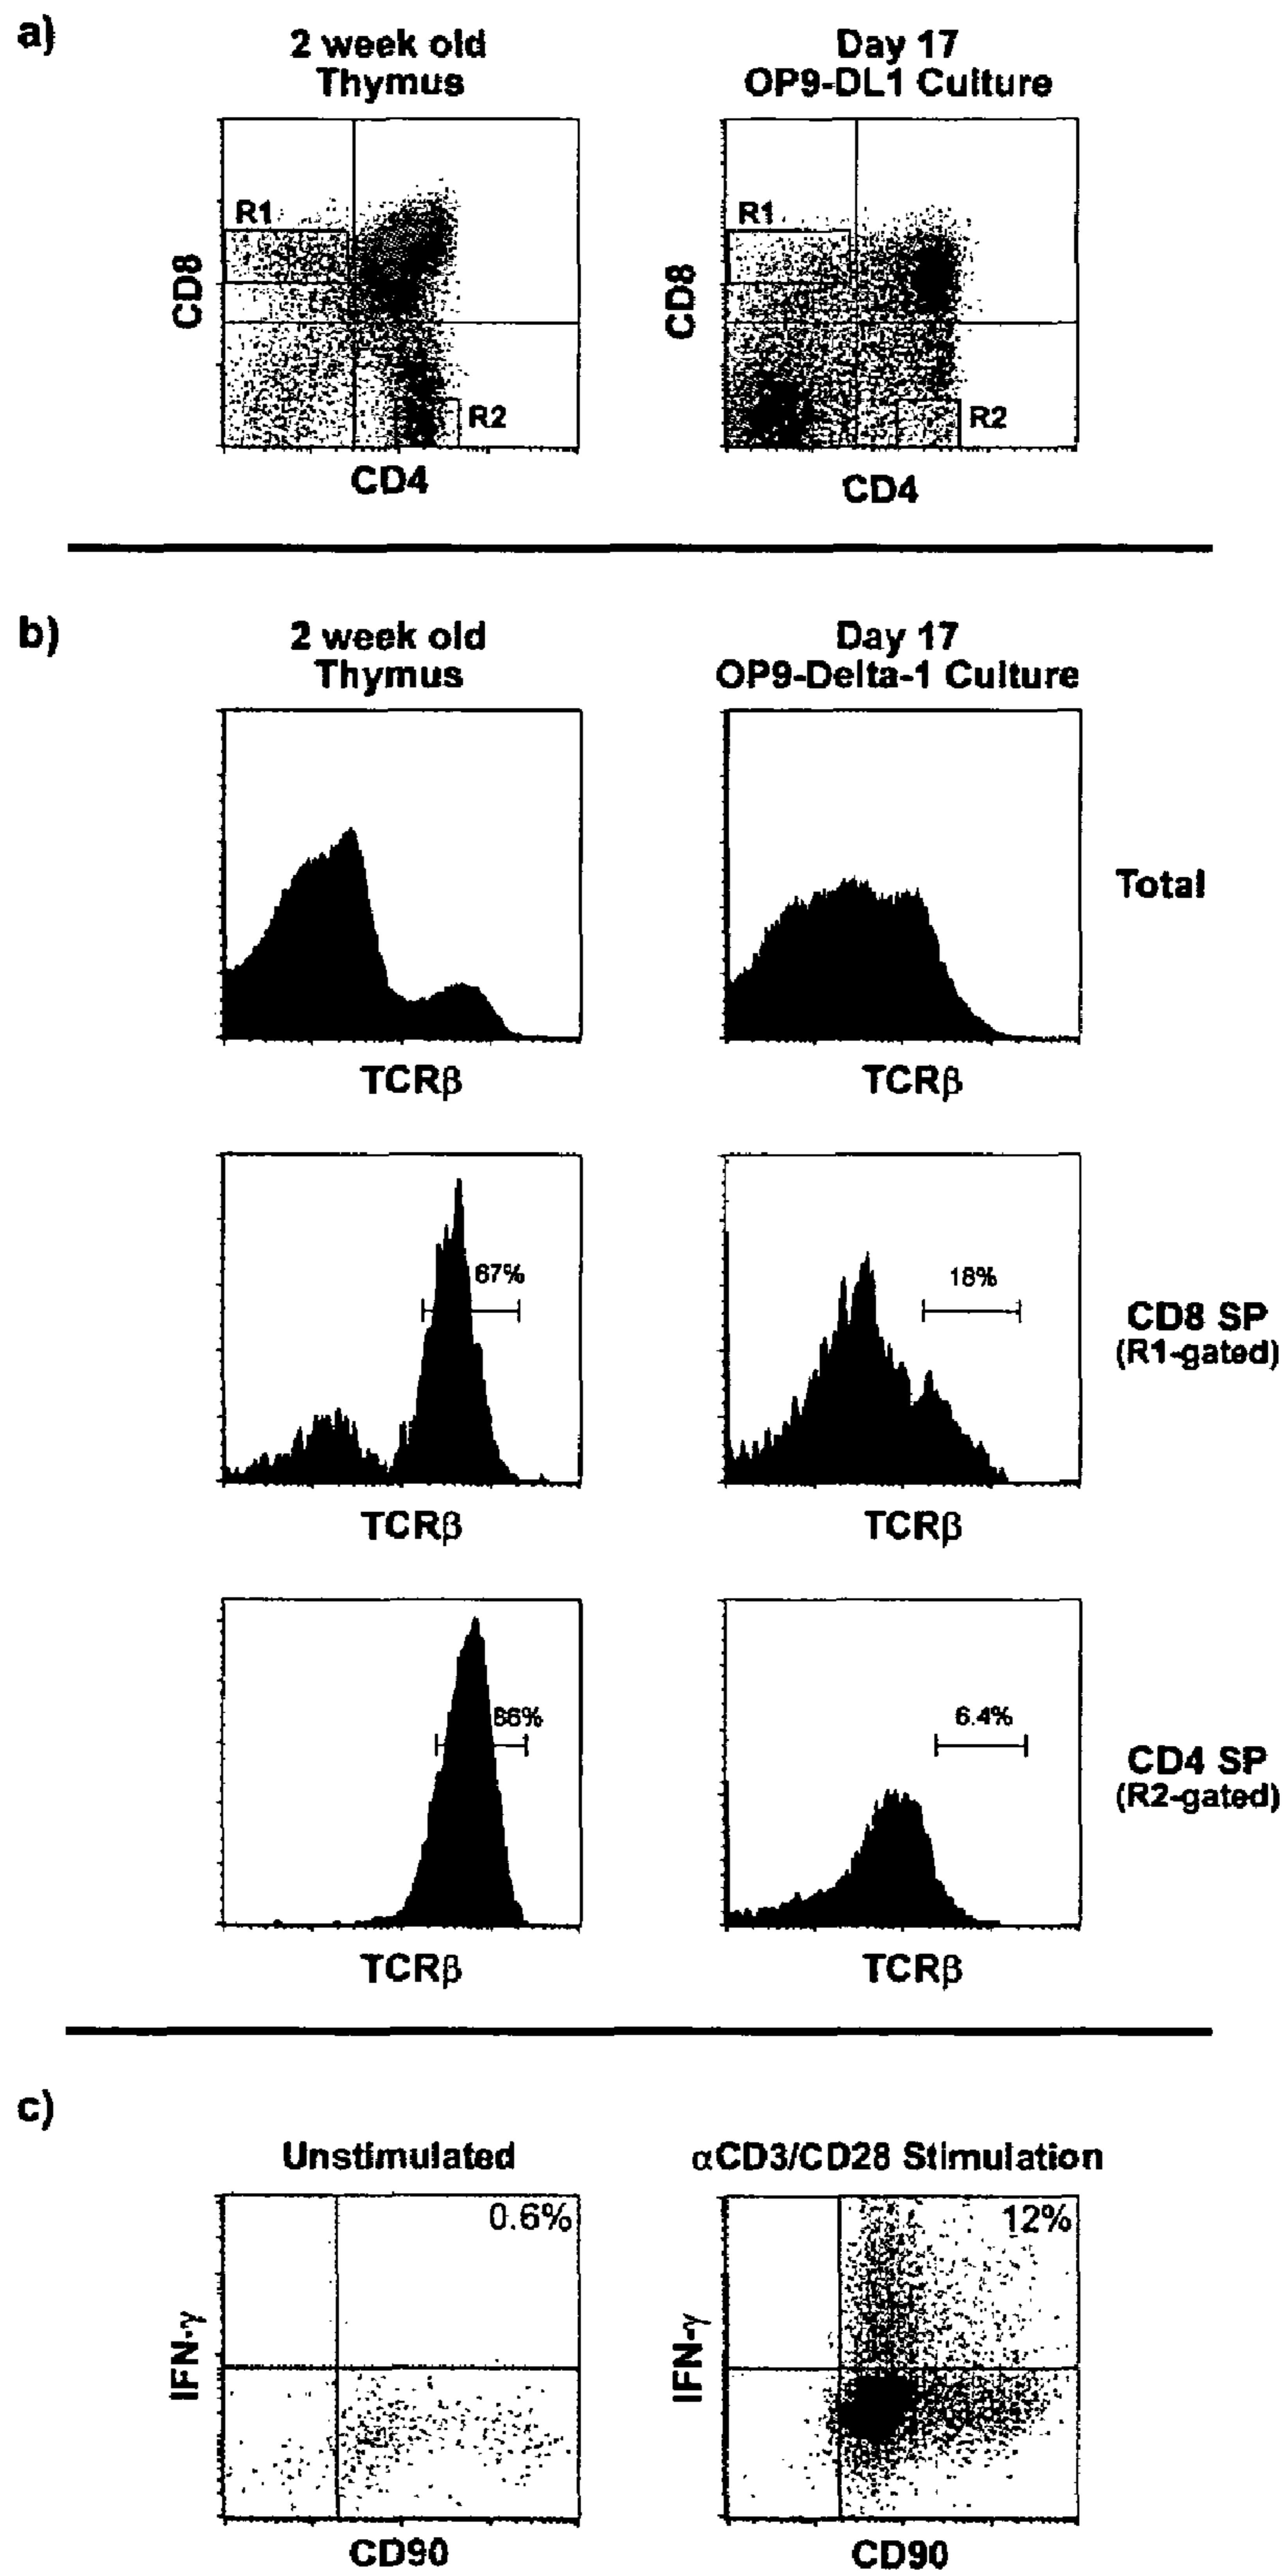 a)
2 week old
Thymus
Day 17
OP9-DL1 Culture
R1
R1
CD8
CD8
R2
R2
CD4
CD4
b)
2 week old
Thymus
Day 17
OP9-Delta-1 Culture
Total
TCRβ
TCRβ
67%
18%
CD8 SP
(R1-gated)
TCRβ
TCRβ
86%
6.4%
CD4 SP
(R2-gated)
TCRβ
TCRβ
c)
Unstimulated
αCD3/CD28 Stimulation
0.6%
12%
IFN-γ
IFN-γ
CD90
CD90